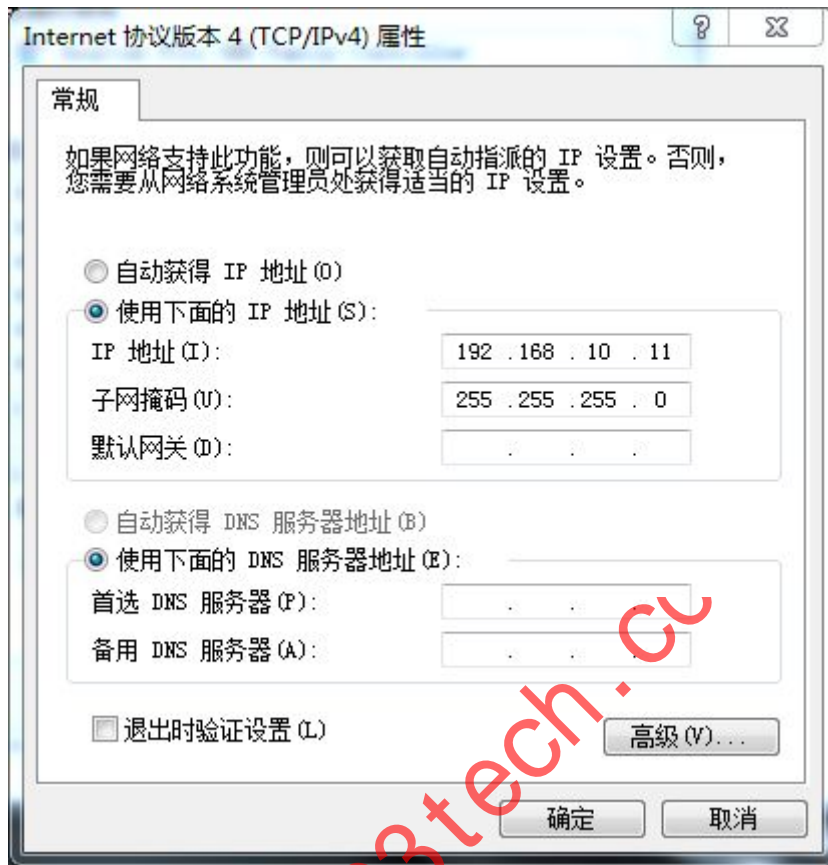 Internet 协议版本 4 (TCP/IPv4) 属性
常规
如果网络支持此功能，则可以获取自动指派的 IP 设置。否则，
您需要从网络系统管理员处获得适当的 IP 设置。
自动获得 IP 地址(O)
使用下面的 IP 地址(S):
IP 地址(I): 192 .168 . 10 . 11
子网掩码(U): 255 .255 .255 . 0
默认网关(D): . . .
自动获得 DNS 服务器地址(B)
使用下面的 DNS 服务器地址(E):
首选 DNS 服务器(P): . . .
备用 DNS 服务器(A): . . .
退出时验证设置(L)
高级(V)...
确定 取消
3tech.co